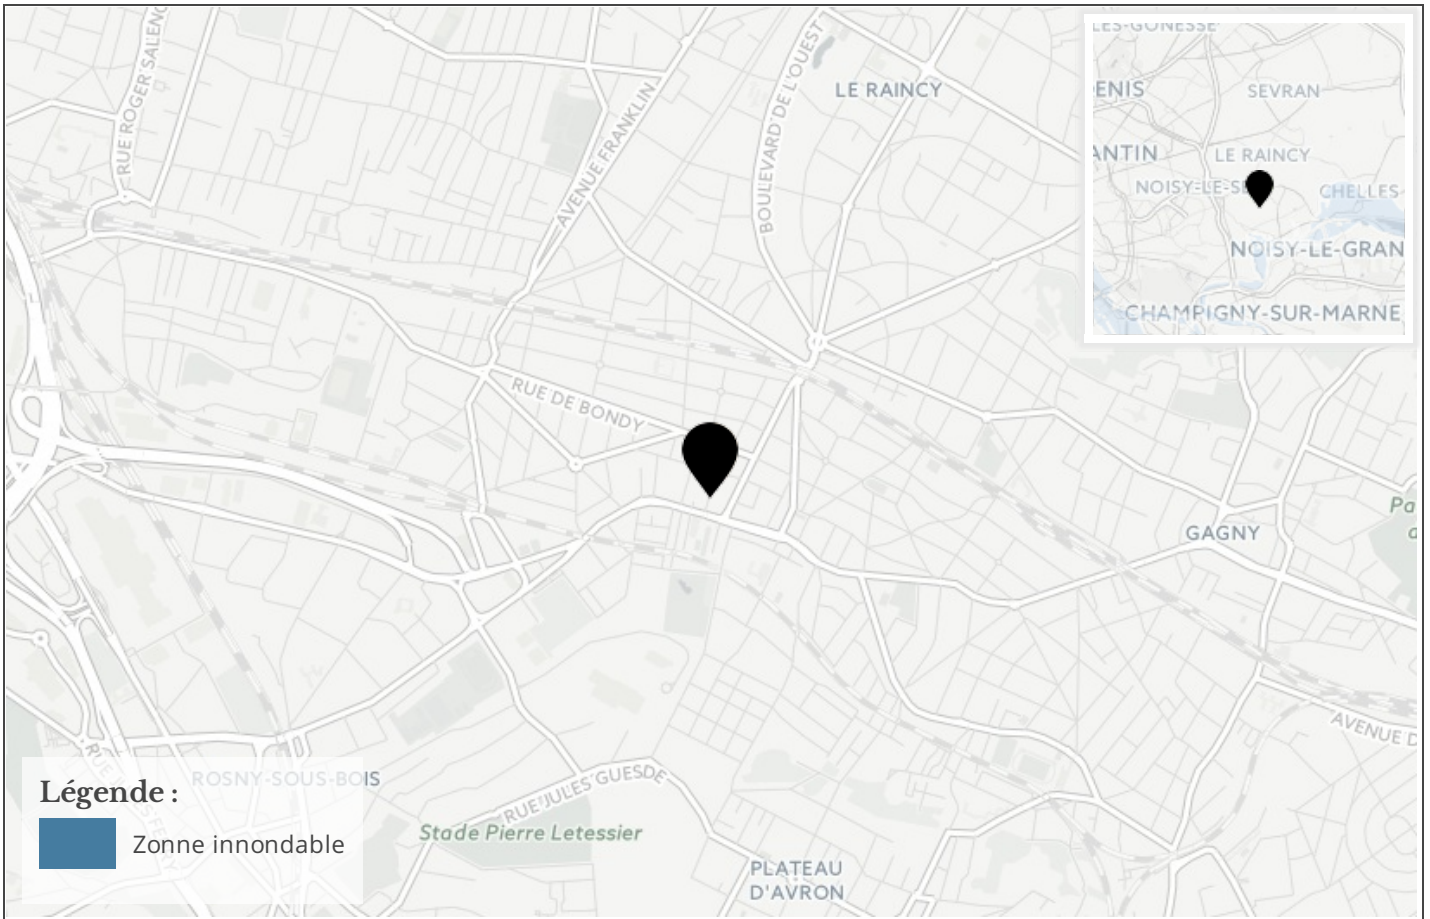 RUE ROGER SALENG
AVENUE FRANKLIN
BOULEVARD DE L'OUEST
LE RAINCY
LES-GONESSE
ENIS
SEVRAN
ANTIN
LE RAINCY
NOISY-LE-SE
CHELLES
NOISY-LE-GRAN
CHAMPIGNY-SUR-MARNE
RUE DE BONDY
GAGNY
Pa
AVENUE D
ROSNY-SOUS-BOIS
Légende :
Zonne innondable
RUE JULES GUESDE
Stade Pierre Letessier
PLATEAU
D'AVRON